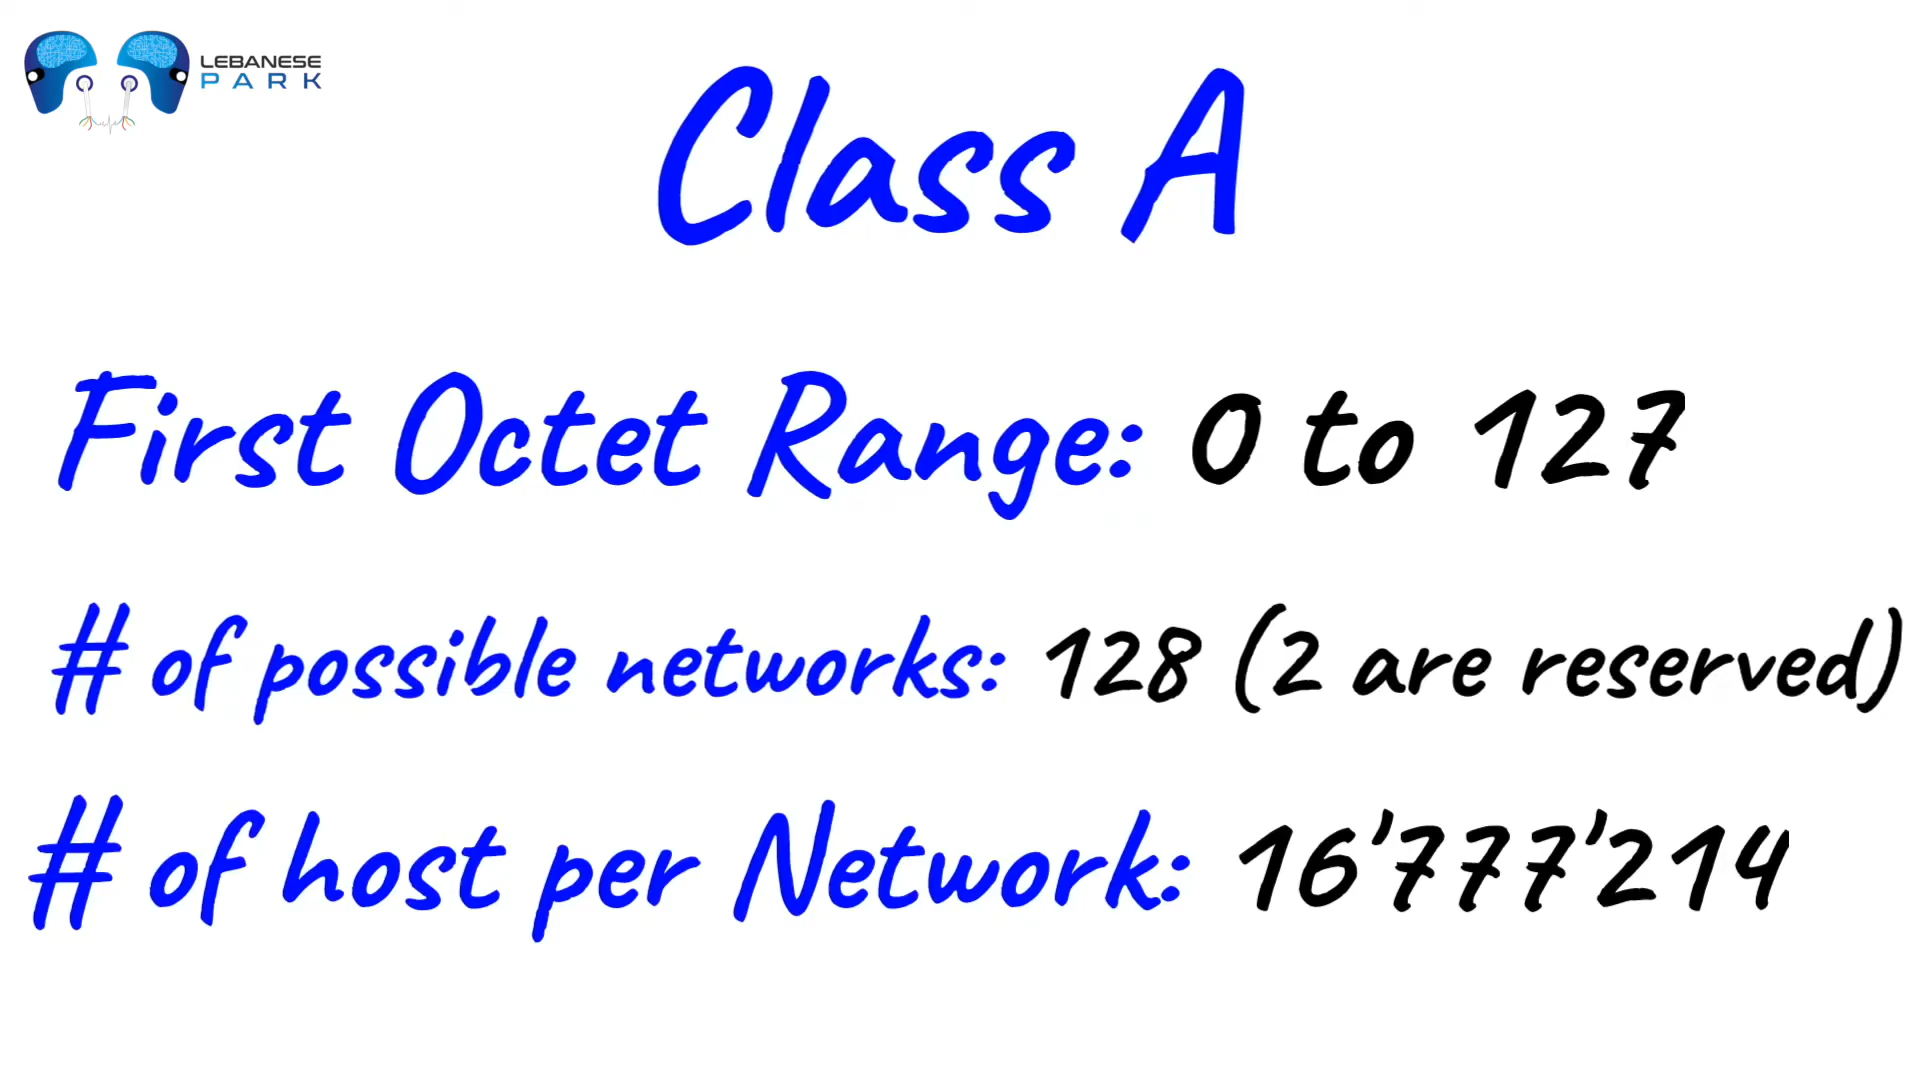 LEBANESE
PARK
Class A
First Octet Range: 0 to 127
# of possible networks: 128 (2 are reserved)
# of host per Network: 16'777'214